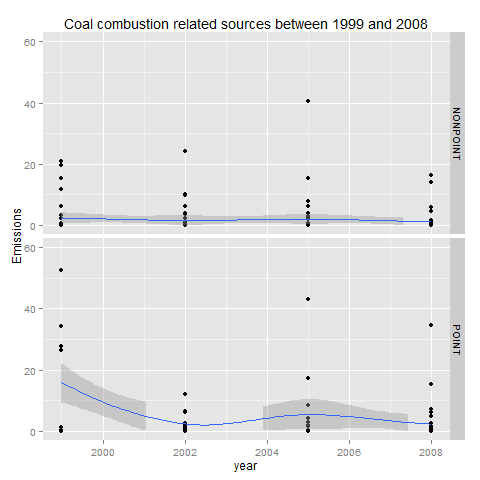 Coal combustion related sources between 1999 and 2008
60
40
20
0
NONPOINT
Emissions
60
40
20
0
POINT
2000
2002
2004
2006
2008
year